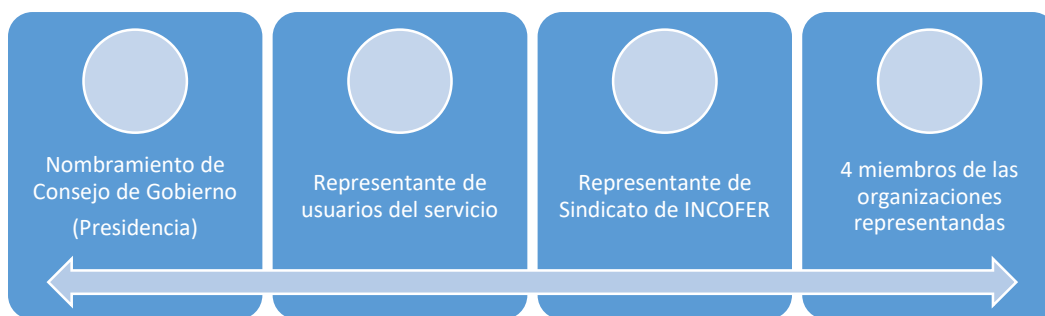 Nombramiento de
Consejo de Gobierno
(Presidencia)
Representante de
usuarios del servicio
Representante de
Sindicato de INCOFER
4 miembros de las
organizaciones
representandas